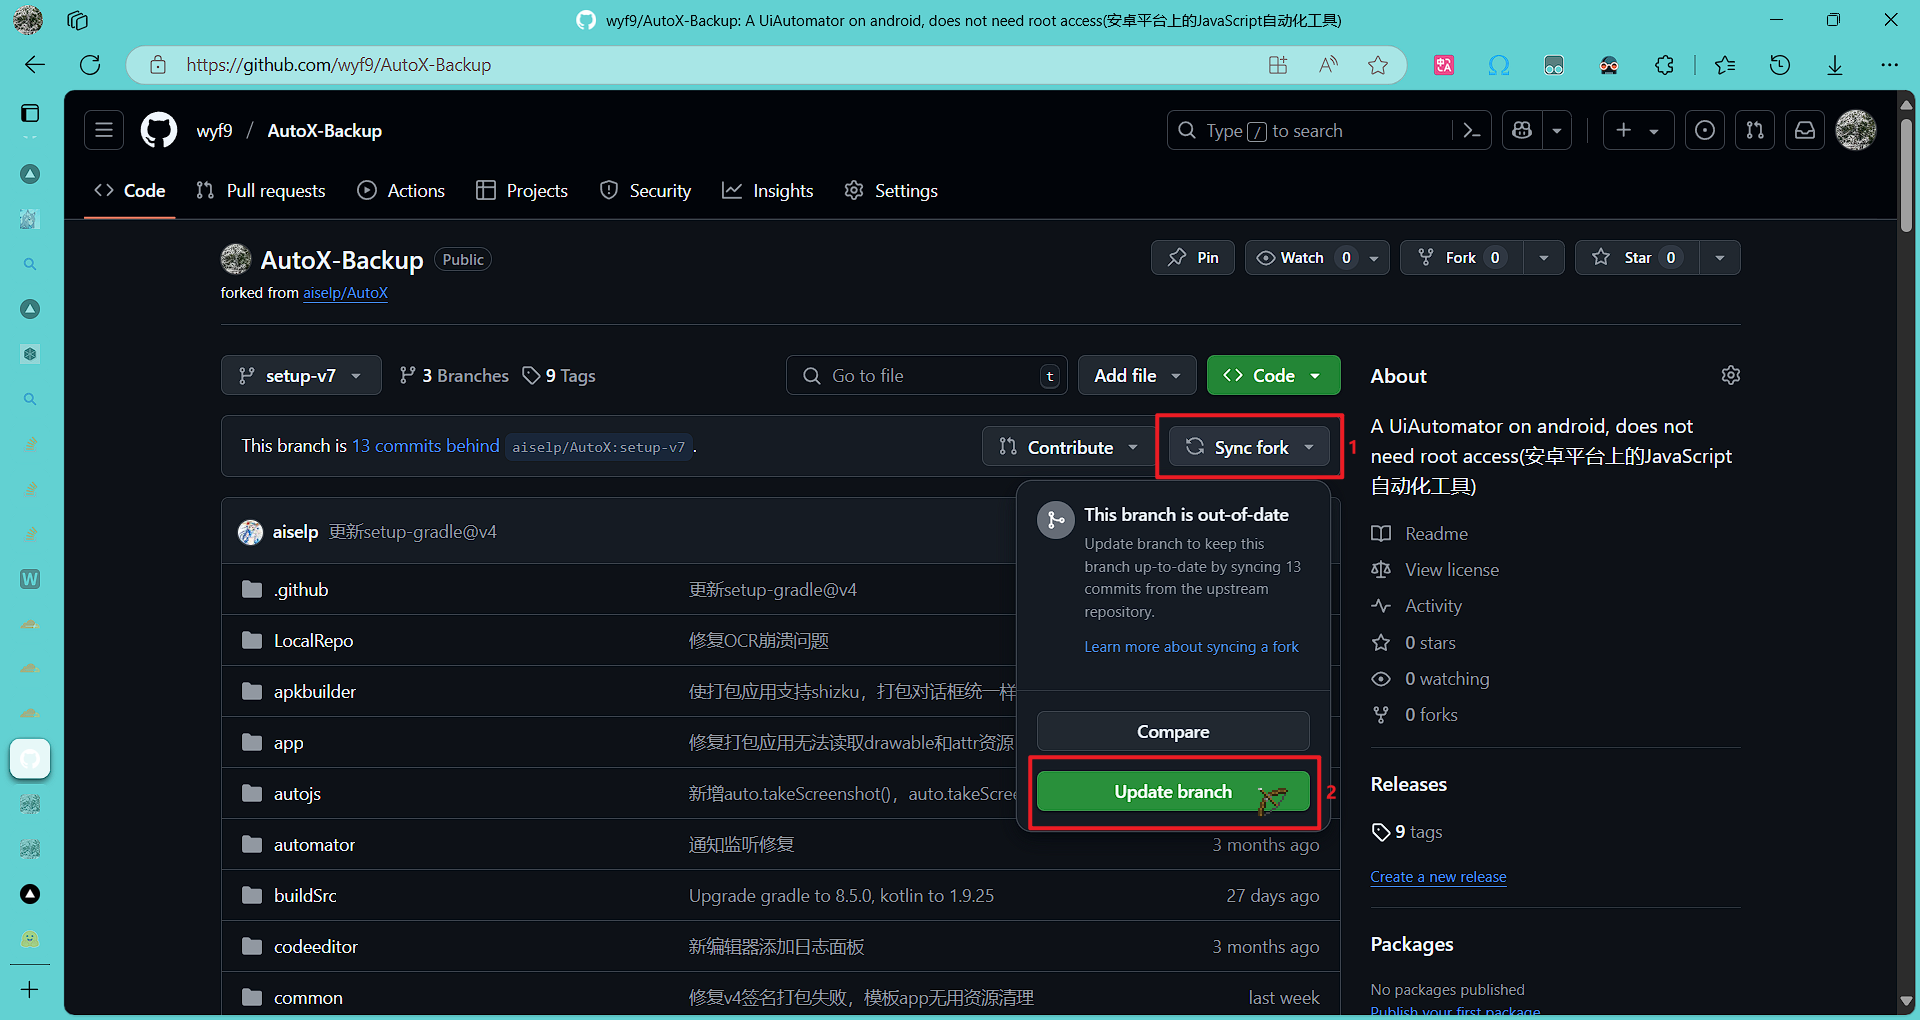 wyf9/AutoX-Backup: A UiAutomator on android, does not need root access(安卓平台上的JavaScript自动化工具)
https://github.com/wyf9/AutoX-Backup
wyf9 / AutoX-Backup
Type / to search
Code
Pull requests
Actions
Projects
Security
Insights
Settings
AutoX-Backup Public
forked from aiselp/AutoX
Pin
Watch 0
Fork 0
Star 0
setup-v7
3 Branches
9 Tags
Go to file t
Add file
Code
This branch is 13 commits behind aiselp/AutoX:setup-v7 .
Contribute
Sync fork
1
This branch is out-of-date
Update branch to keep this
branch up-to-date by syncing 13
commits from the upstream
repository.
Learn more about syncing a fork
Compare
Update branch
2
aiselp 更新setup-gradle@v4
.github 更新setup-gradle@v4
LocalRepo 修复OCR崩溃问题
apkbuilder 使打包应用支持shizku，打包对话框统一样
app 修复打包应用无法读取drawable和attr资源
autojs 新增auto.takeScreenshot()，auto.takeScree
automator 通知监听修复 3 months ago
buildSrc Upgrade gradle to 8.5.0, kotlin to 1.9.25 27 days ago
codeeditor 新编辑器添加日志面板 3 months ago
common 修复v4签名打包失败，模板app无用资源清理 last week
About
A UiAutomator on android, does not
need root access(安卓平台上的JavaScript
自动化工具)
Readme
View license
Activity
0 stars
0 watching
0 forks
Releases
9 tags
Create a new release
Packages
No packages published
Publish your first package
W